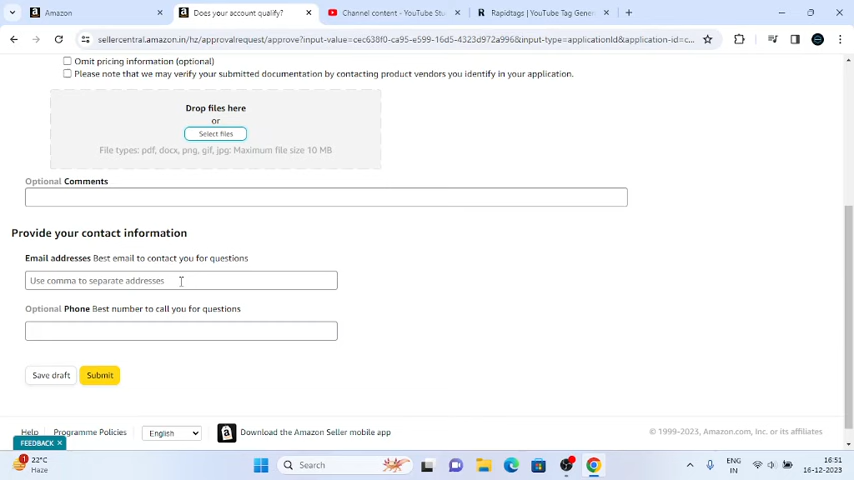 Amazon
Does your account qualify?
Channel content - YouTube Stu
Rapidtags | YouTube Tag Gener
sellercentral.amazon.in/hz/approvalrequest/approve?input-value=cec638f0-ca95-e599-16d5-4323d972a996&input-type=applicationId&application-id=c...
Omit pricing information (optional)
Please note that we may verify your submitted documentation by contacting product vendors you identify in your application.
Drop files here
or
Select files
File types: pdf, docx, png, gif, jpg: Maximum file size 10 MB
Optional Comments
Provide your contact information
Email addresses Best email to contact you for questions
Use comma to separate addresses
Optional Phone Best number to call you for questions
Save draft Submit
Help Programme Policies English Download the Amazon Seller mobile app © 1999-2023, Amazon.com, Inc. or its affiliates
FEEDBACK
1 22°C
Haze
Search
ENG
IN
16:51
16-12-2023